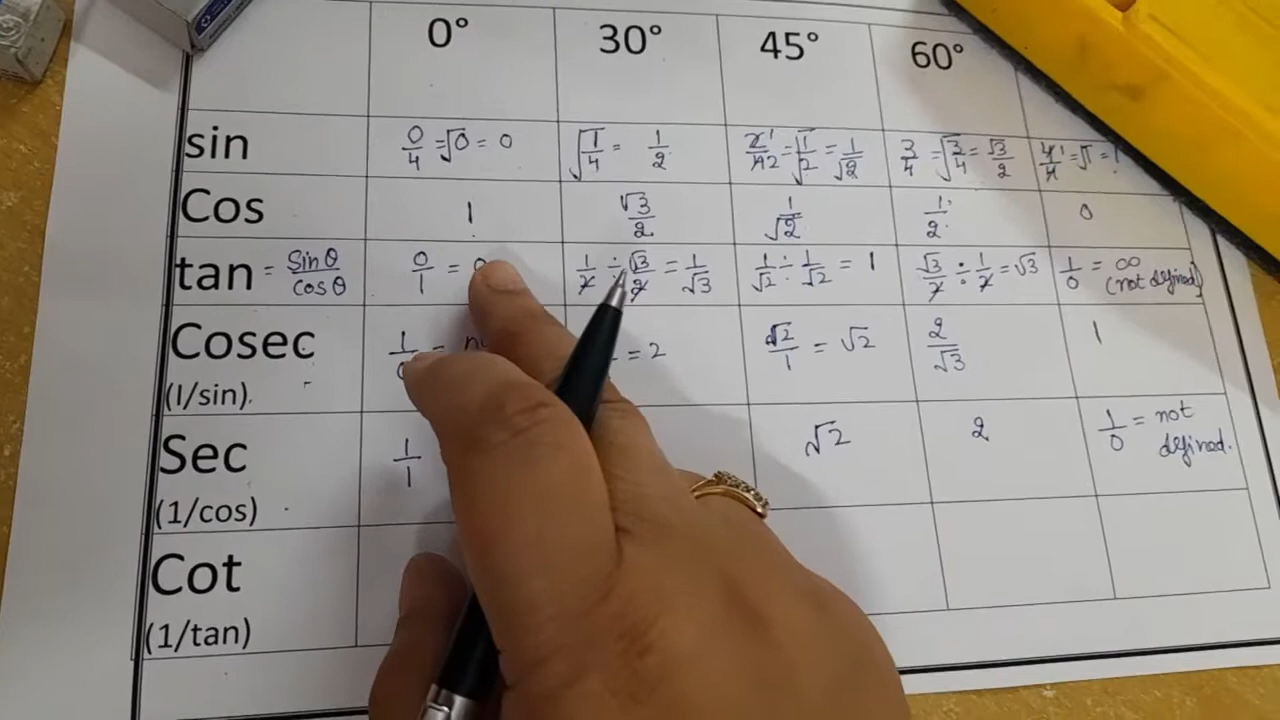 0° 30° 45° 60°
sin 0/4 = √0 = 0 √1/4 = 1/2 2/4 1/2 = √1/2 = 1/√2 3/4 = √3/4 = √3/2 4/4 1 = √1 = 1
Cos 1 √3/2 1/√2 1/2 0
tan = Sinθ/cosθ 0/1 = 1/2 ÷ √3/2 = 1/√3 1/√2 ÷ 1/√2 = 1 √3/2 ÷ 1/2 = √3 1/0 = ∞ (not defined)
Cosec 1/ = = 2 √2/1 = √2 2/√3 1
(1/sin)
Sec 1/1 √2 2 1/0 = not defined.
(1/cos)
Cot
(1/tan)